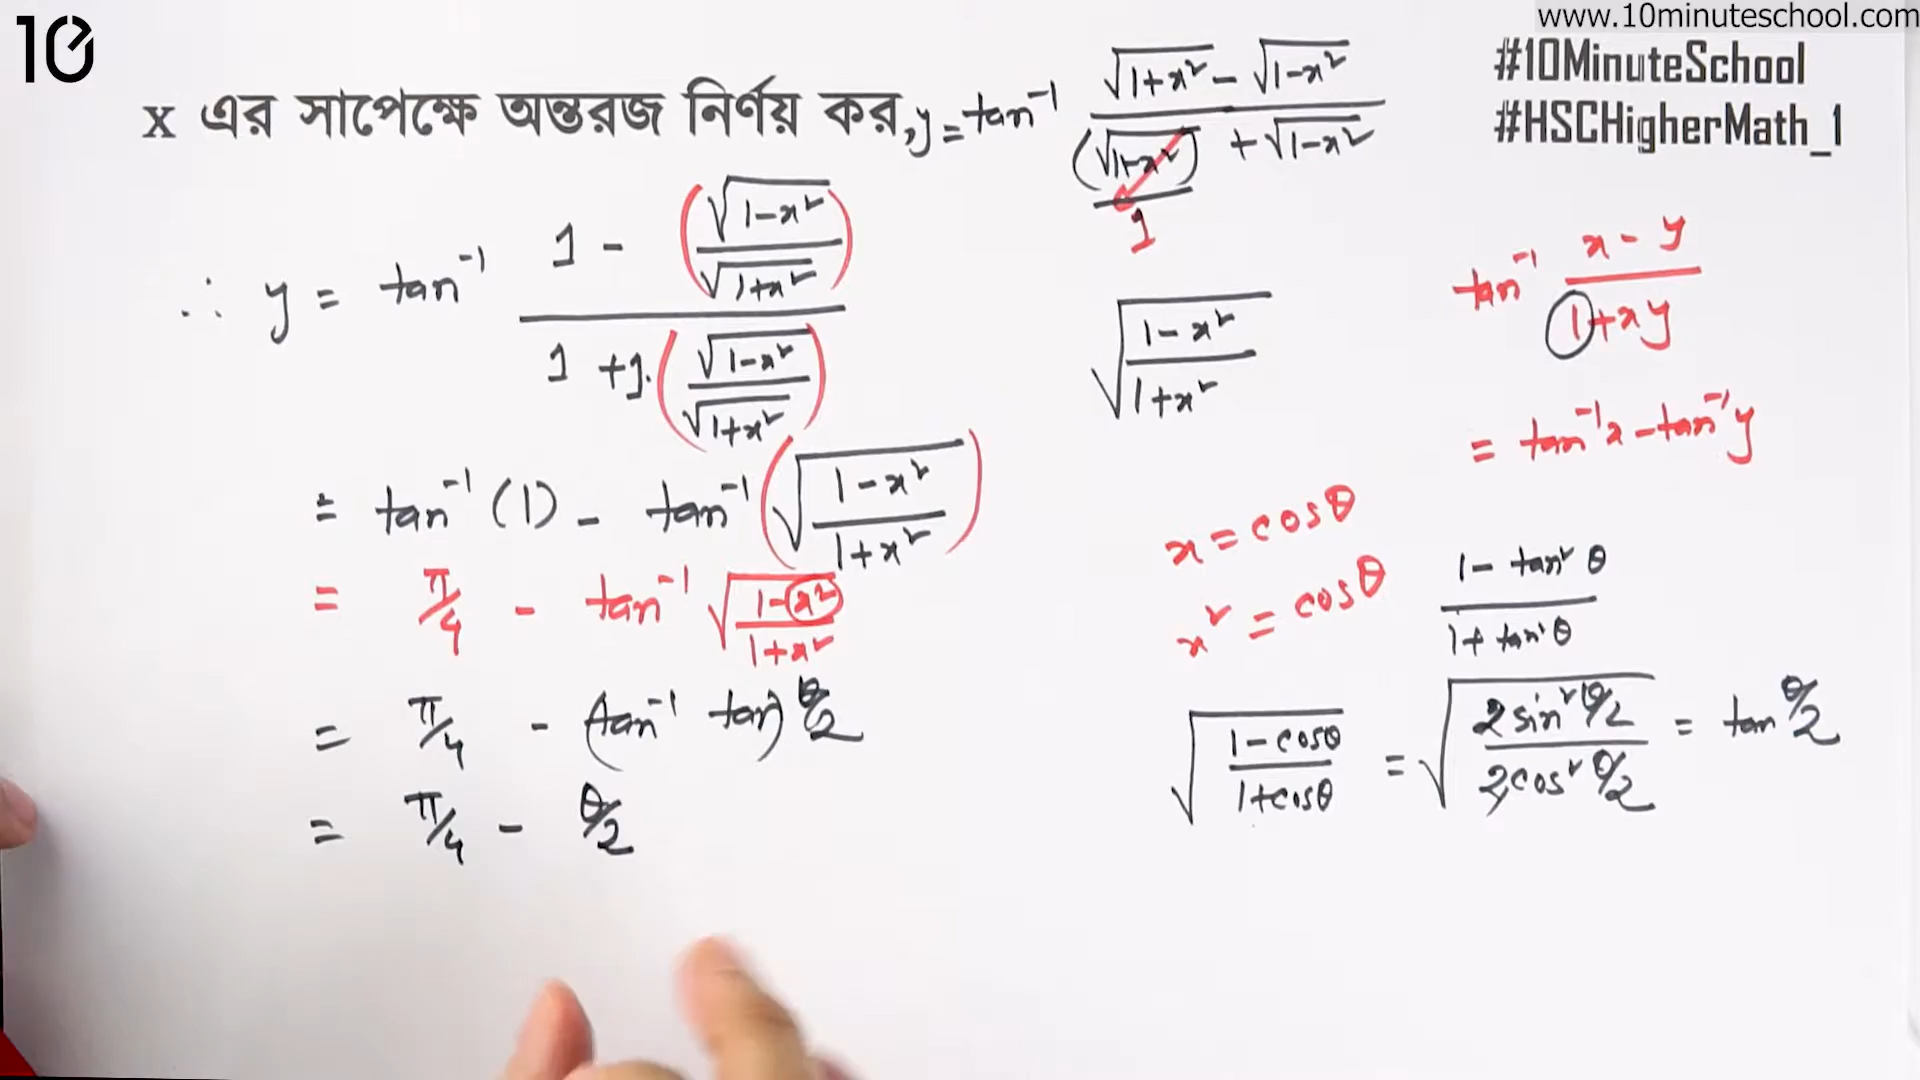 www.10minuteschool.com
10
#10MinuteSchool
#HSCHigherMath_1
x এর সাপেক্ষে অন্তরজ নির্ণয় কর, y = tan⁻¹ (√(1+x²) − √(1−x²)) / ((√(1+x²)) + √(1−x²))
1
∴ y = tan⁻¹ (1 − (√(1−x²)/√(1+x²))) / (1 + 1·(√(1−x²)/√(1+x²)))
√((1−x²)/(1+x²))
tan⁻¹ (x−y)/(1+xy)
= tan⁻¹x − tan⁻¹y
= tan⁻¹(1) − tan⁻¹(√((1−x²)/(1+x²)))
= π/4 − tan⁻¹ √((1−x²)/(1+x²))
= π/4 − (tan⁻¹ tan) θ/2
= π/4 − θ/2
x = cosθ
x² = cosθ
(1 − tan²θ)/(1 + tan²θ)
√((1−cosθ)/(1+cosθ)) = √((2sin²θ/2)/(2cos²θ/2)) = tan θ/2